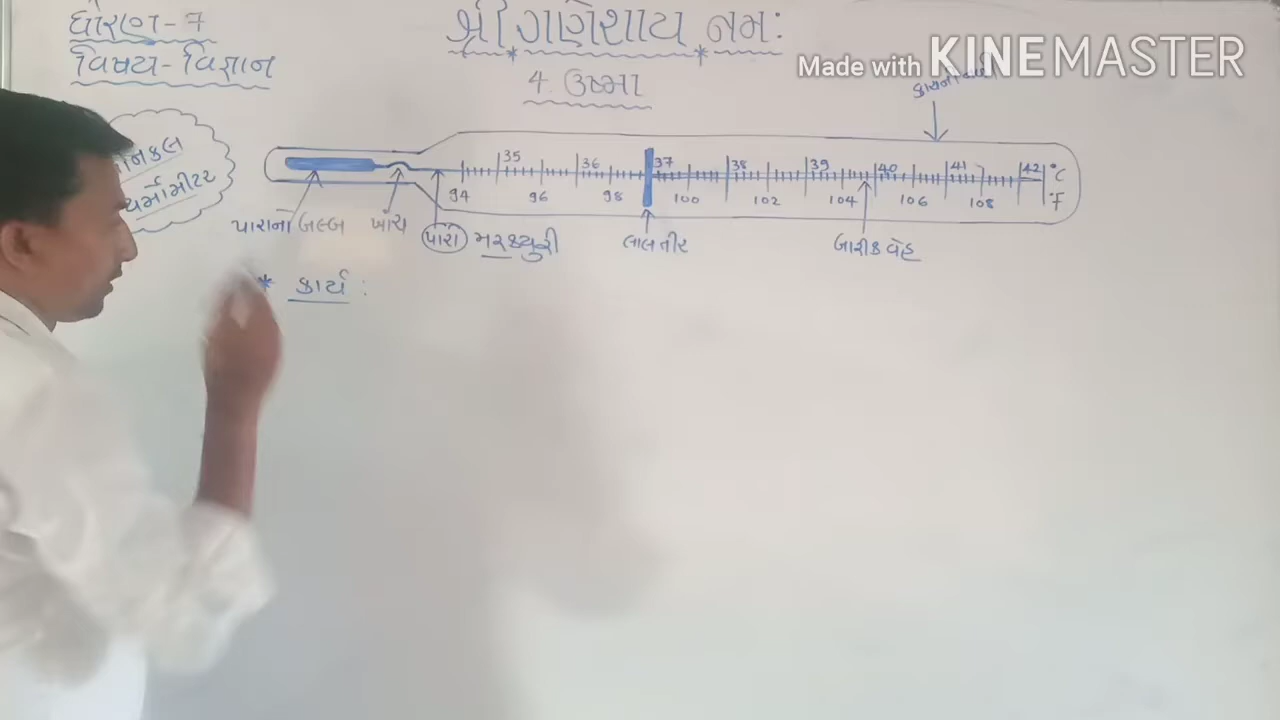 ધોરણ - 7
વિષય - વિજ્ઞાન
શ્રી ગણેશાય નમઃ
Made with KINEMASTER
4. ઉષ્મા
થર્મોમીટર
35 36 37 38 39 40 41 42 °C
94 96 98 100 102 104 106 108 °F
પારાનો બલ્બ
ખાંચ
પારો મરક્યુરી
લાલ તીર
બારીક વેહ
* કાર્ય :